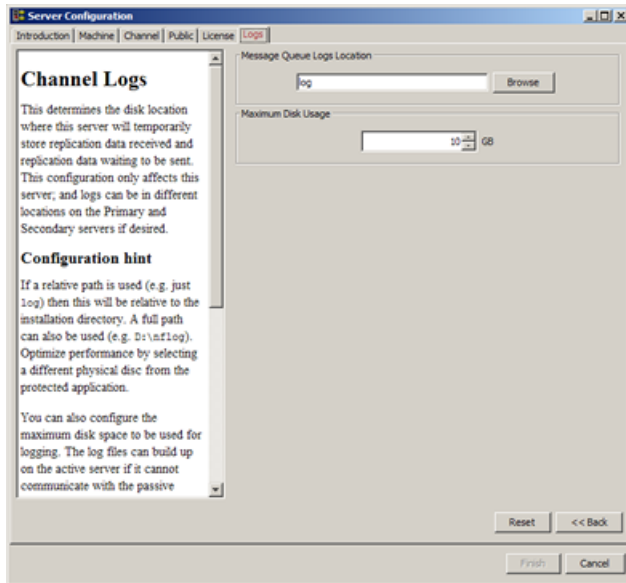 Server Configuration
Introduction Machine Channel Public License Logs
Channel Logs
This determines the disk location
where this server will temporarily
store replication data received and
replication data waiting to be sent.
This configuration only affects this
server; and logs can be in different
locations on the Primary and
Secondary servers if desired.
Configuration hint
If a relative path is used (e.g. just
log) then this will be relative to the
installation directory. A full path
can also be used (e.g. D:\nflog).
Optimize performance by selecting
a different physical disc from the
protected application.
You can also configure the
maximum disk space to be used for
logging. The log files can build up
on the active server if it cannot
communicate with the passive
Message Queue Logs Location
log Browse
Maximum Disk Usage
10 GB
Reset << Back
Finish Cancel